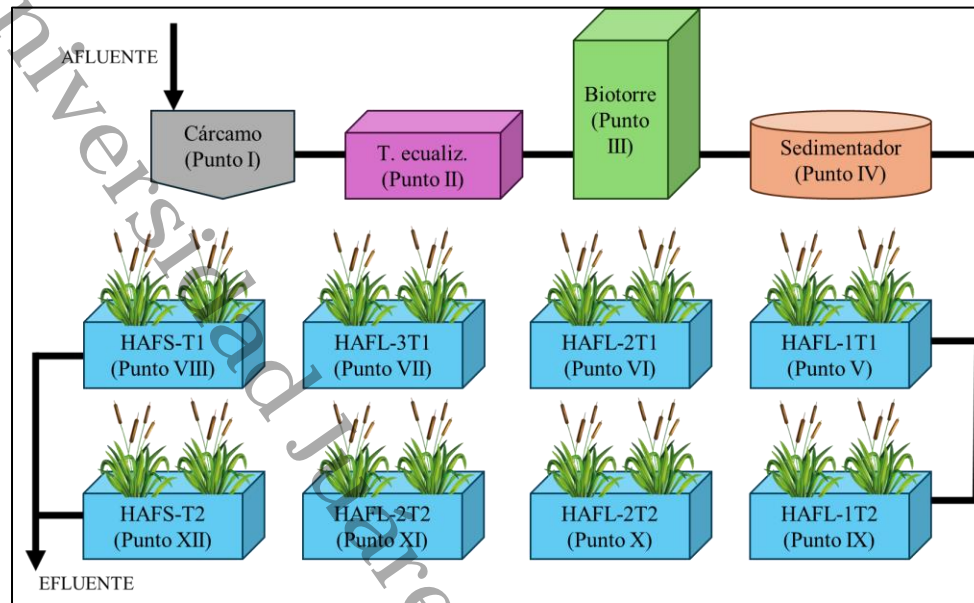 AFLUENTE
Cárcamo
(Punto I)
T. ecualiz.
(Punto II)
Biotorre
(Punto
III)
Sedimentador
(Punto IV)
HAFS-T1
(Punto VIII)
HAFL-3T1
(Punto VII)
HAFL-2T1
(Punto VI)
HAFL-1T1
(Punto V)
HAFS-T2
(Punto XII)
HAFL-2T2
(Punto XI)
HAFL-2T2
(Punto X)
HAFL-1T2
(Punto IX)
EFLUENTE
niversidad Juáre